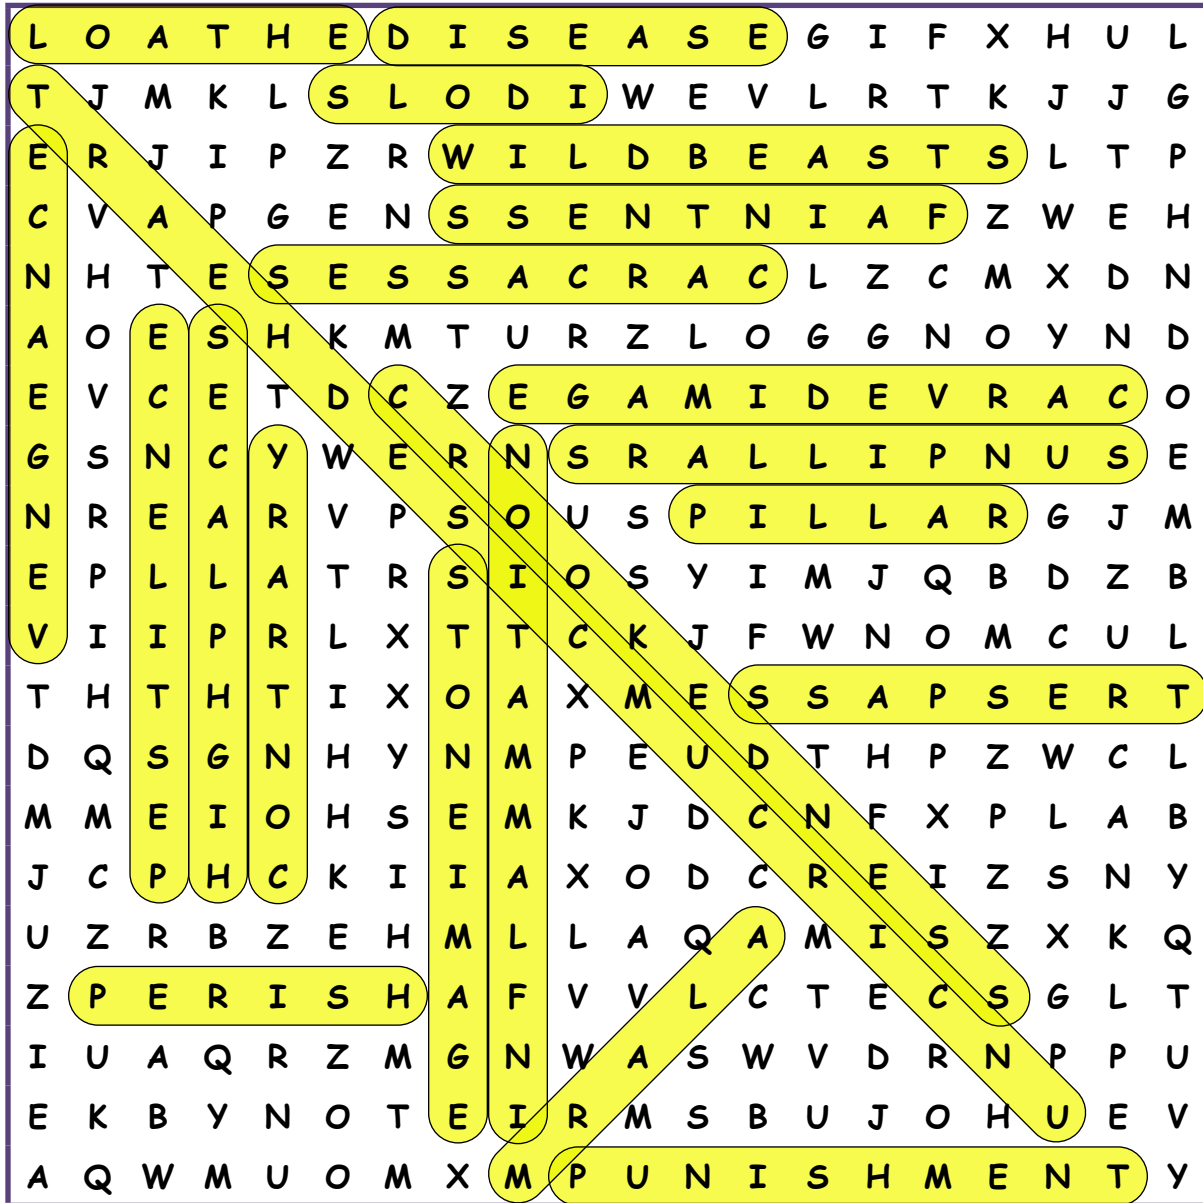 L O A T H E D I S E A S E G I F X H U L
T J M K L S L O D I W E V L R T K J J G
E R J I P Z R W I L D B E A S T S L T P
C V A P G E N S S E N T N I A F Z W E H
N H T E S E S S A C R A C L Z C M X D N
A O E S H K M T U R Z L O G G N O Y N D
E V C E T D C Z E G A M I D E V R A C O
G S N C Y W E R N S R A L L I P N U S E
N R E A R V P S O U S P I L L A R G J M
E P L L A T R S I O S Y I M J Q B D Z B
V I I P R L X T T C K J F W N O M C U L
T H T H T I X O A X M E S S A P S E R T
D Q S G N H Y N M P E U D T H P Z W C L
M M E I O H S E M K J D C N F X P L A B
J C P H C K I I A X O D C R E I Z S N Y
U Z R B Z E H M L L A Q A M I S Z X K Q
Z P E R I S H A F V V L C T E C S G L T
I U A Q R Z M G N W A S W V D R N P P U
E K B Y N O T E I R M S B U J O H U E V
A Q W M U O M X M P U N I S H M E N T Y